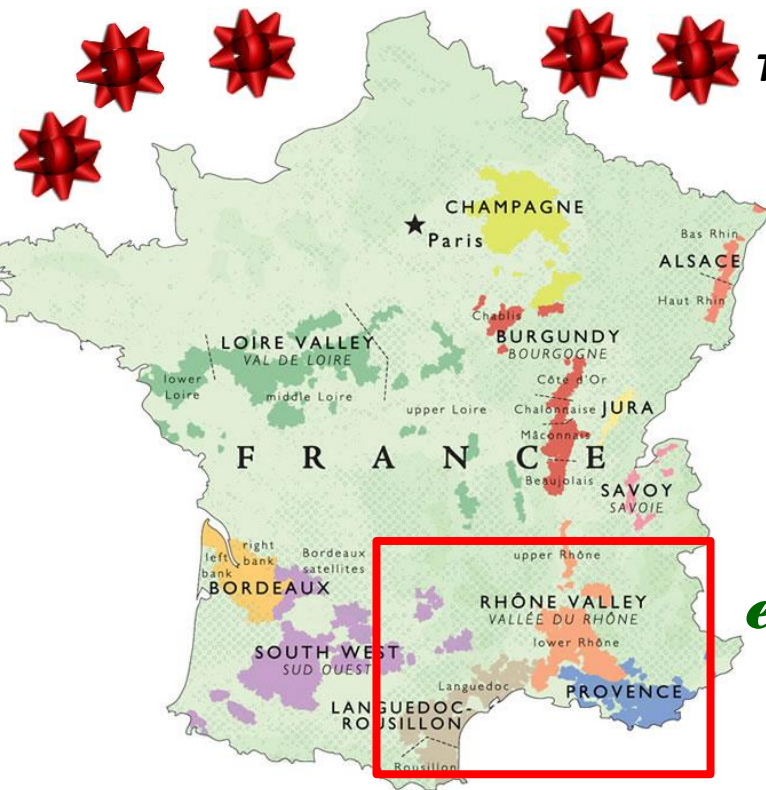 CHAMPAGNE
Paris
Bas Rhin
ALSACE
Haut Rhin
Chablis
BURGUNDY
BOURGOGNE
LOIRE VALLEY
VAL DE LOIRE
lower
Loire
middle Loire
upper Loire
Côte d'Or
Chalonnaise
JURA
Mâconnais
FRANCE
Beaujolais
SAVOY
SAVOIE
left
bank
right
bank
Bordeaux
satellites
BORDEAUX
upper Rhône
RHÔNE VALLEY
VALLÉE DU RHÔNE
lower Rhône
SOUTH WEST
SUD OUEST
Languedoc
PROVENCE
LANGUEDOC-
ROUSILLON
Rousillon
e